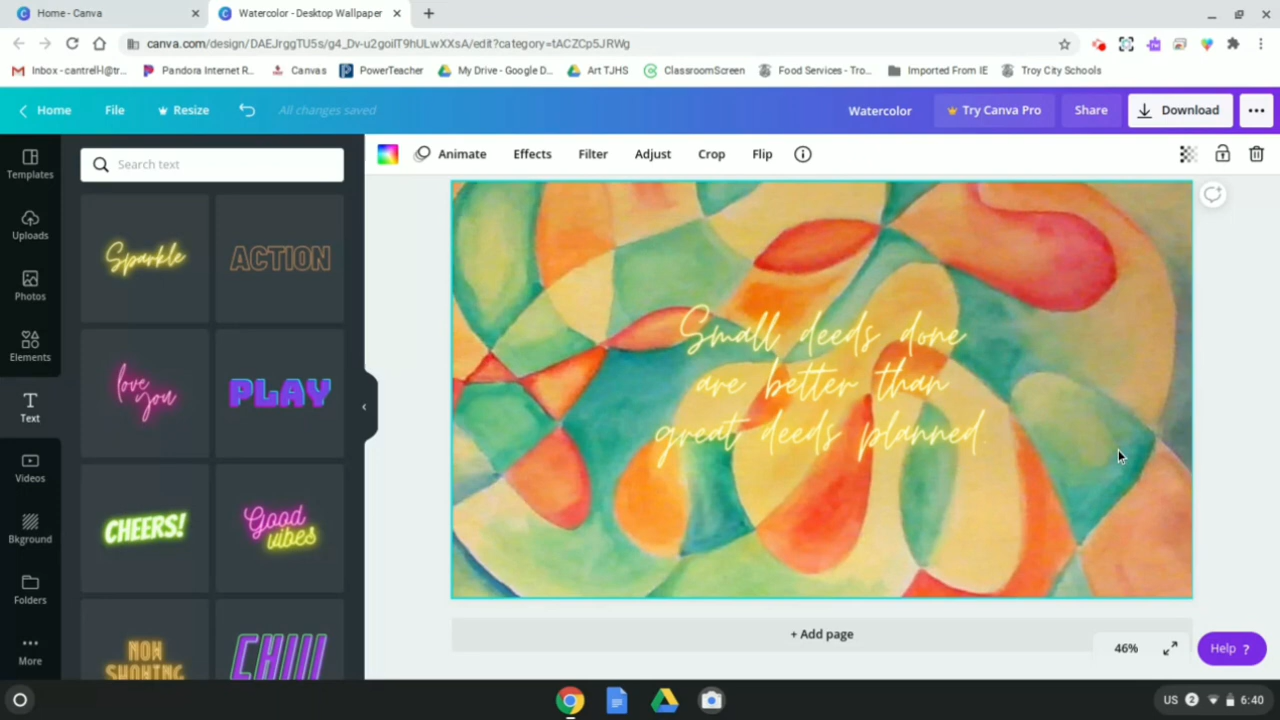 Home - Canva
Watercolor - Desktop Wallpaper
canva.com/design/DAEJrggTU5s/g4_Dv-u2goilT9hULwXXsA/edit?category=tACZCp5JRWg
Inbox - cantrell-l@tr...
Pandora Internet R...
Canvas
PowerTeacher
My Drive - Google D...
Art TJHS
ClassroomScreen
Food Services - Tro...
Imported From IE
Troy City Schools
Home
File
Resize
All changes saved
Watercolor
Try Canva Pro
Share
Download
Search text
Animate
Effects
Filter
Adjust
Crop
Flip
Templates
Uploads
Photos
Elements
Text
Videos
Bkground
Folders
More
Sparkle
ACTION
love
you
PLAY
CHEERS!
Good
vibes
NOW
SHOWING
CHILL
Small deeds done
are better than
great deeds planned.
+ Add page
46%
Help ?
US
2
6:40